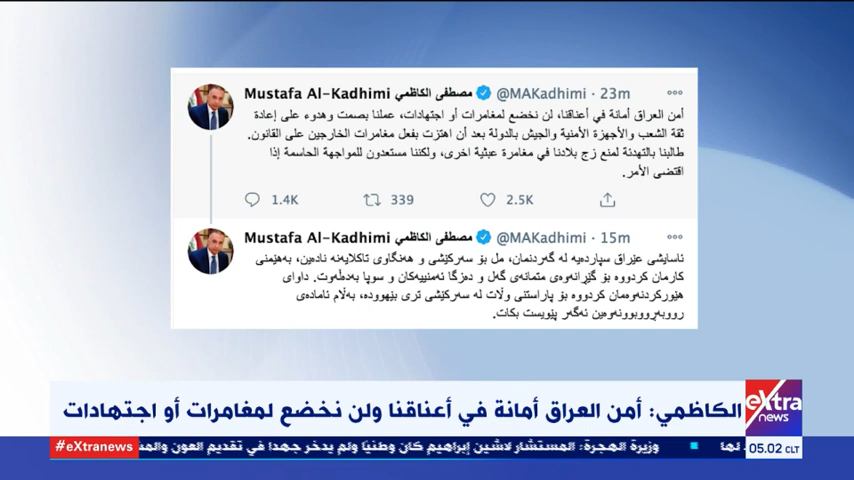 Mustafa Al-Kadhimi مصطفى الكاظمي @MAKadhimi · 23m
أمن العراق أمانة في أعناقنا، لن نخضع لمغامرات أو اجتهادات، عملنا بصمت وهدوء على إعادة
ثقة الشعب والأجهزة الأمنية والجيش بالدولة بعد أن اهتزت بفعل مغامرات الخارجين على القانون.
طالبنا بالتهدئة لمنع زج بلادنا في مغامرة عبثية اخرى، ولكننا مستعدون للمواجهة الحاسمة إذا
اقتضى الأمر.
1.4K 339 2.5K
Mustafa Al-Kadhimi مصطفى الكاظمي @MAKadhimi · 15m
ئاسایشی عێراق سپاردەیە لە گەردنمان، مل بۆ سەرکێشی و هەنگاوی تاکلایەنە نادەین، بەهێمنی
کارمان کردووە بۆ گێڕانەوەی متمانەی گەل و دەزگا ئەمنییەکان و سوپا بەدەڵەوت. داوای
هێورکردنەوەمان کردووە بۆ پاراستنی وڵات لە سەرکێشی تری بێهوودە، بەڵام ئامادەی
رووبەڕووبوونەوەین ئەگەر پێویست بکات.
الكاظمي: أمن العراق أمانة في أعناقنا ولن نخضع لمغامرات أو اجتهادات
eXtra
news
#eXtranews
وزيرة الهجرة: المستشار لاشين إبراهيم كان وطنيًا ولم يدخر جهدا في تقديم العون والمس
05.02 CLT